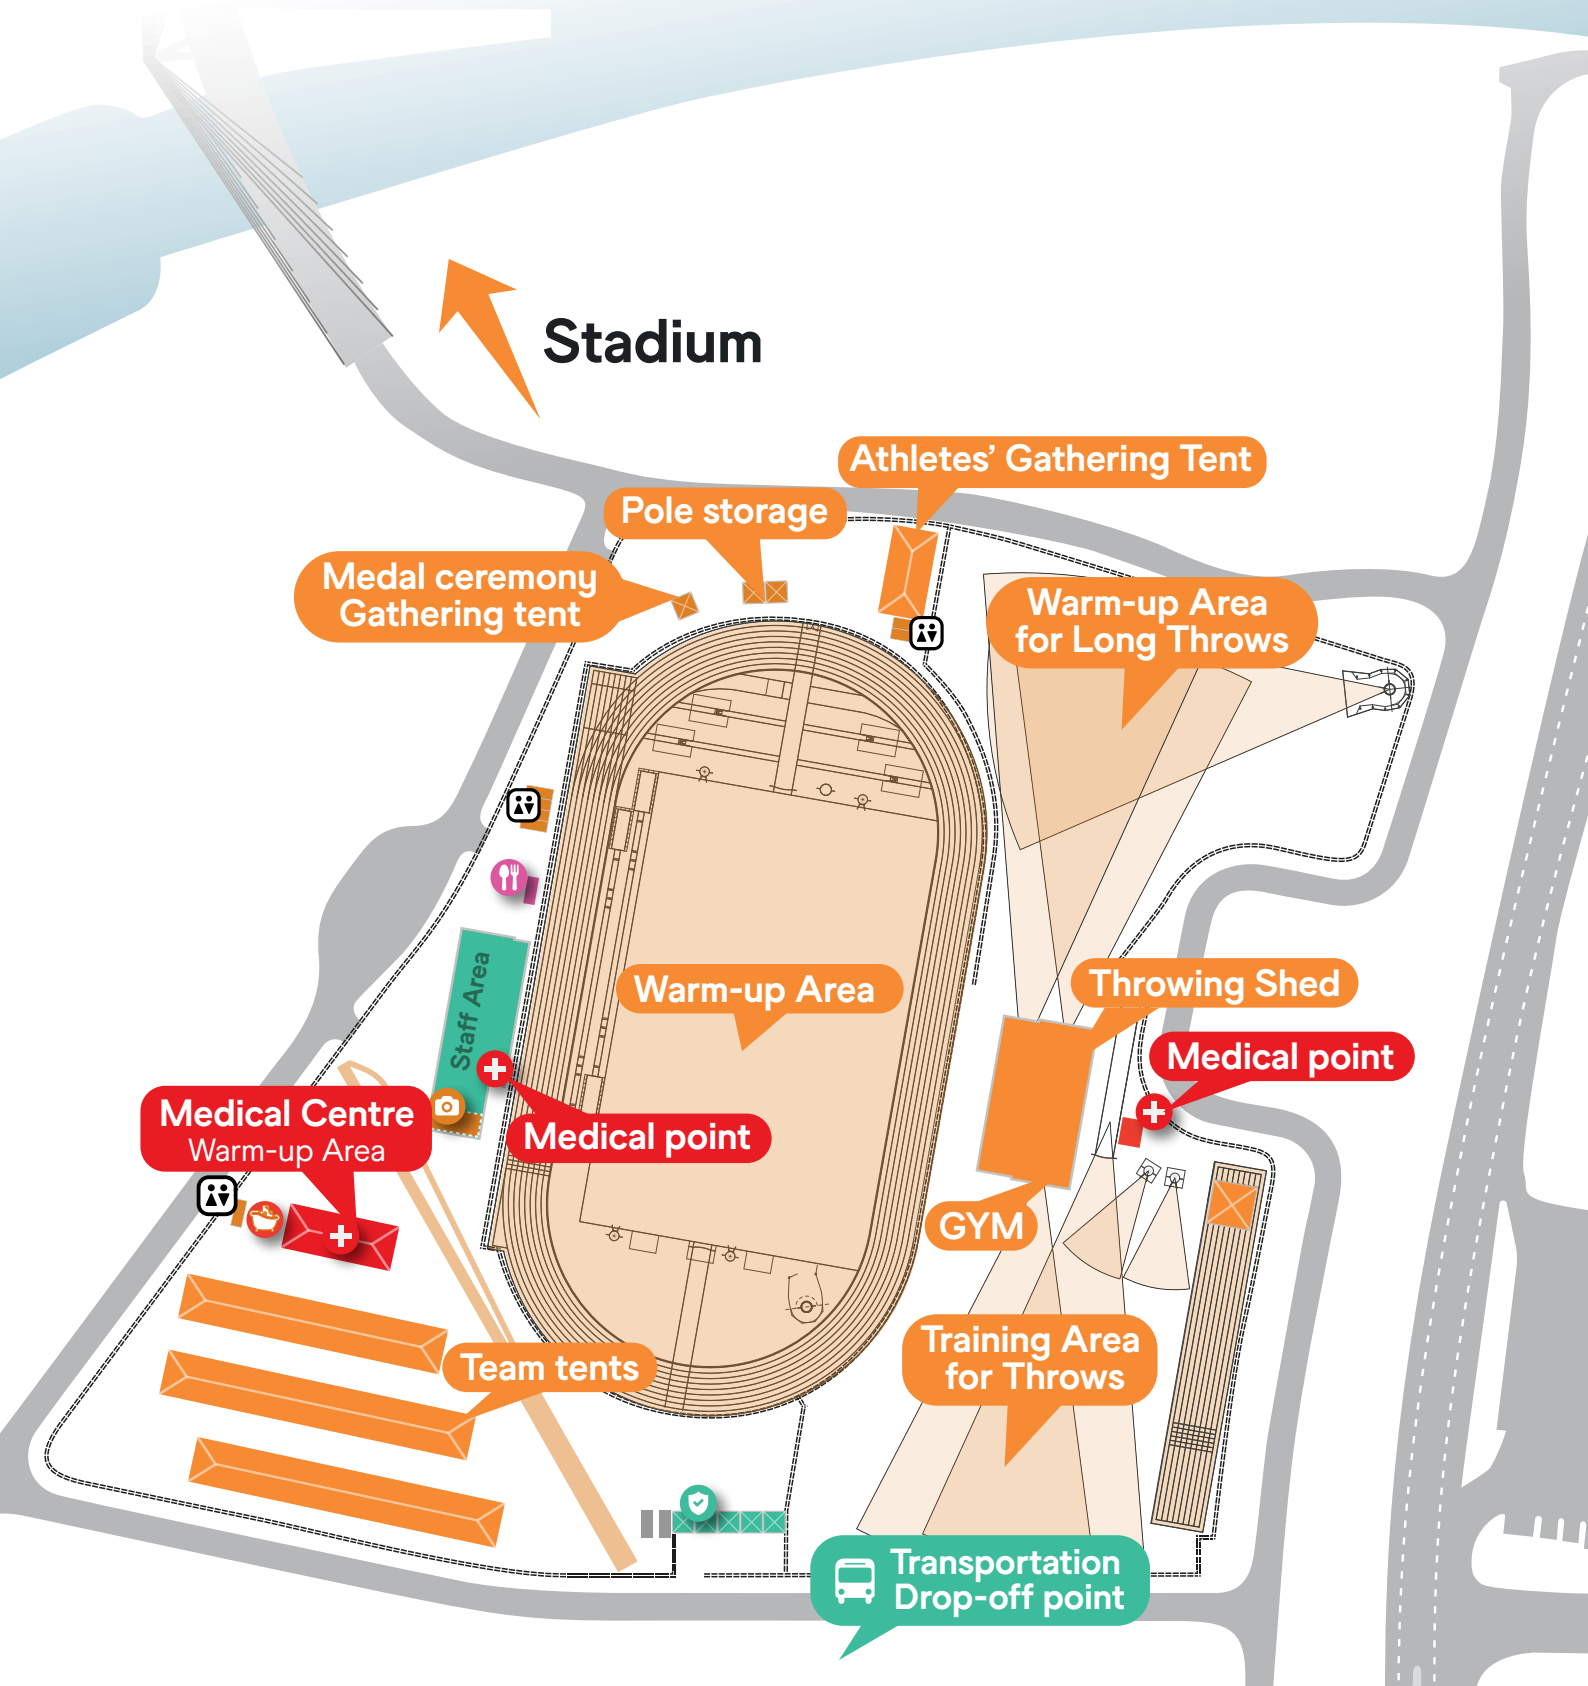 Stadium
Athletes’ Gathering Tent
Pole storage
Medal ceremony
Gathering tent
Warm-up Area
for Long Throws
Staff Area
Warm-up Area
Throwing Shed
Medical point
Medical Centre
Warm-up Area
Medical point
GYM
Training Area
for Throws
Team tents
Transportation
Drop-off point